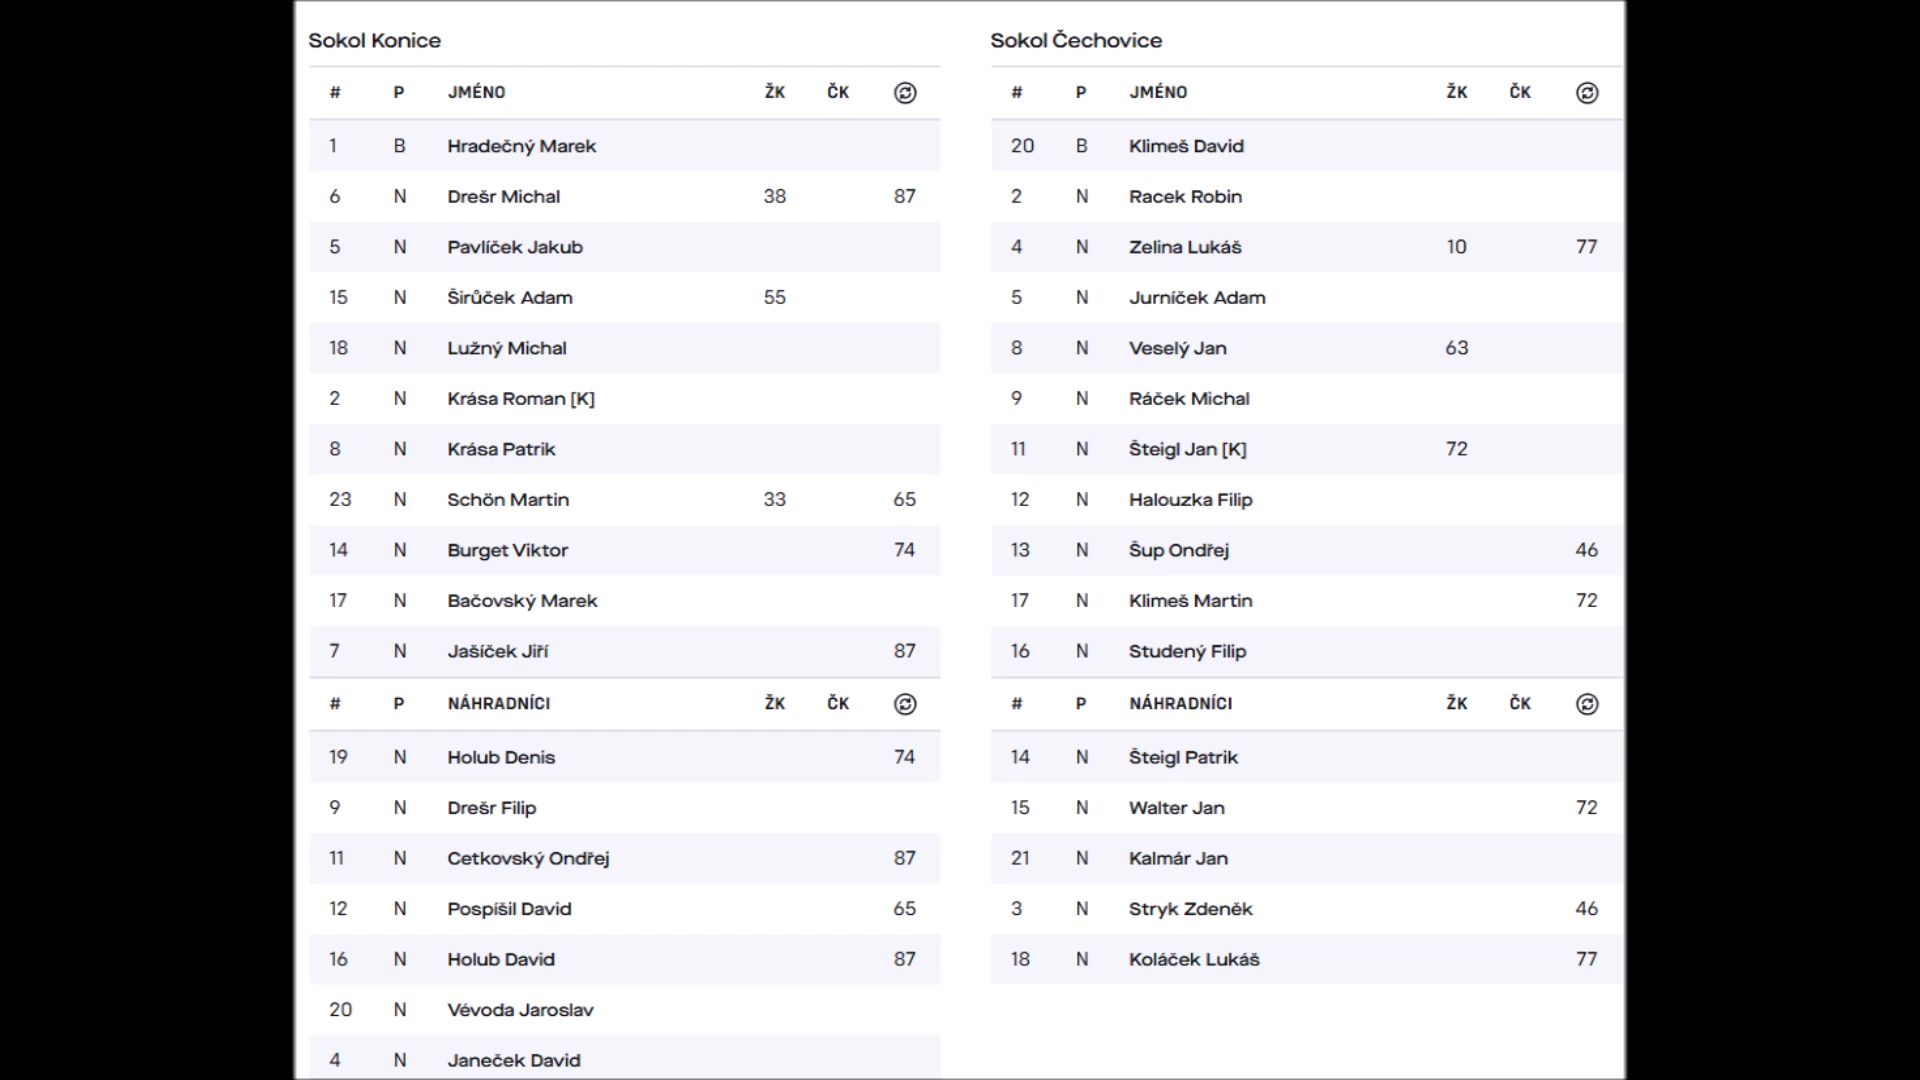 Sokol Konice
# P JMÉNO ŽK ČK
1 B Hradečný Marek
6 N Drešr Michal 38 87
5 N Pavlíček Jakub
15 N Širůček Adam 55
18 N Lužný Michal
2 N Krása Roman [K]
8 N Krása Patrik
23 N Schön Martin 33 65
14 N Burget Viktor 74
17 N Bačovský Marek
7 N Jašíček Jiří 87
# P NÁHRADNÍCI ŽK ČK
19 N Holub Denis 74
9 N Drešr Filip
11 N Cetkovský Ondřej 87
12 N Pospíšil David 65
16 N Holub David 87
20 N Vévoda Jaroslav
4 N Janeček David
Sokol Čechovice
# P JMÉNO ŽK ČK
20 B Klimeš David
2 N Racek Robin
4 N Zelina Lukáš 10 77
5 N Jurníček Adam
8 N Veselý Jan 63
9 N Ráček Michal
11 N Šteigl Jan [K] 72
12 N Halouzka Filip
13 N Šup Ondřej 46
17 N Klimeš Martin 72
16 N Studený Filip
# P NÁHRADNÍCI ŽK ČK
14 N Šteigl Patrik
15 N Walter Jan 72
21 N Kalmár Jan
3 N Stryk Zdeněk 46
18 N Koláček Lukáš 77